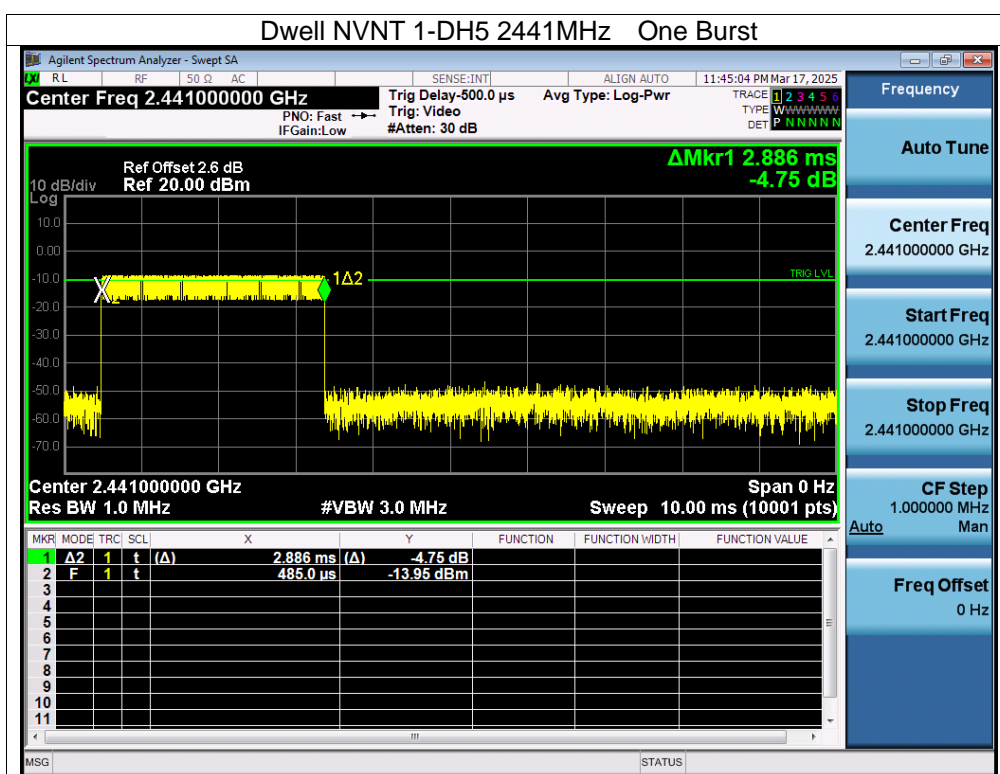 Dwell NVNT 1-DH5 2441MHz One Burst
Agilent Spectrum Analyzer - Swept SA
LXI RL RF 50 Ω AC SENSE:INT ALIGN AUTO 11:45:04 PM Mar 17, 2025
Center Freq 2.441000000 GHz Trig Delay-500.0 µs Avg Type: Log-Pwr TRACE 1 2 3 4 5 6
PNO: Fast Trig: Video TYPE WWWWWW
IFGain:Low #Atten: 30 dB DET P N N N N N
Frequency
ΔMkr1 2.886 ms
-4.75 dB
Ref Offset 2.6 dB
10 dB/div Ref 20.00 dBm
Log
10.0
0.00
-10.0
-20.0
-30.0
-40.0
-50.0
-60.0
-70.0
2
1Δ2
TRIG LVL
Center 2.441000000 GHz Span 0 Hz
Res BW 1.0 MHz #VBW 3.0 MHz Sweep 10.00 ms (10001 pts)
MKR MODE TRC SCL X Y FUNCTION FUNCTION WIDTH FUNCTION VALUE
1 Δ2 1 t (Δ) 2.886 ms (Δ) -4.75 dB
2 F 1 t 485.0 µs -13.95 dBm
3
4
5
6
7
8
9
10
11
MSG STATUS
Auto Tune
Center Freq
2.441000000 GHz
Start Freq
2.441000000 GHz
Stop Freq
2.441000000 GHz
CF Step
1.000000 MHz
Auto Man
Freq Offset
0 Hz